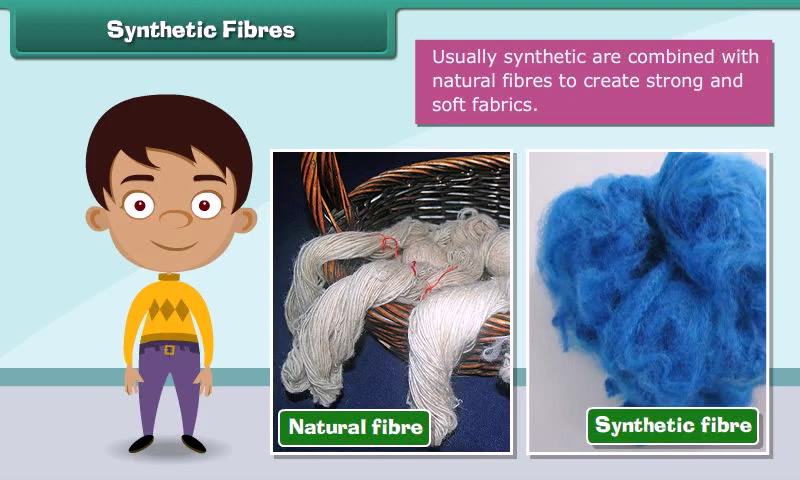 Synthetic Fibres
Usually synthetic are combined with
natural fibres to create strong and
soft fabrics.
Natural fibre
Synthetic fibre